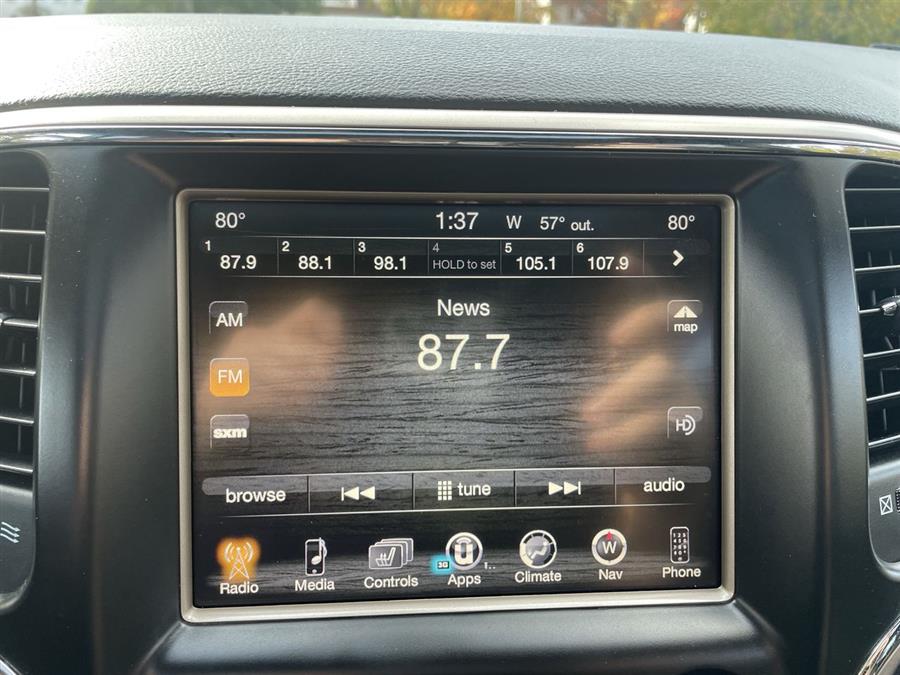 80° 1:37 W 57° out. 80°
1 2 3 4 5 6
87.9 88.1 98.1 HOLD to set 105.1 107.9
News
87.7
AM
map
FM
sxm
HD
browse tune audio
3G
W
Radio Media Controls Apps Climate Nav Phone